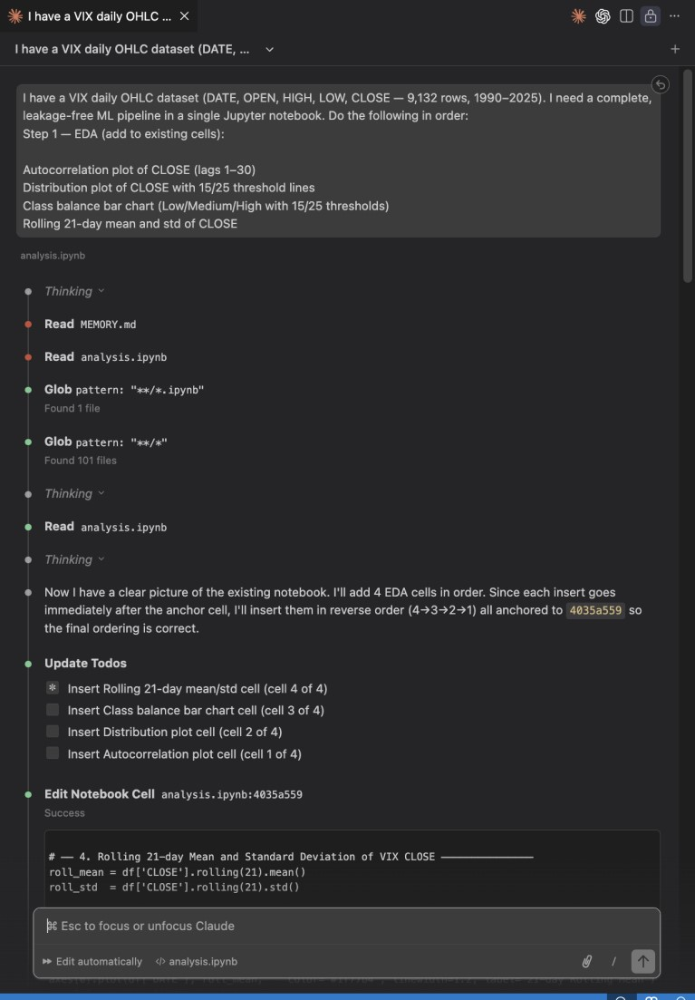 I have a VIX daily OHLC ...
I have a VIX daily OHLC dataset (DATE, ...
I have a VIX daily OHLC dataset (DATE, OPEN, HIGH, LOW, CLOSE — 9,132 rows, 1990–2025). I need a complete,
leakage-free ML pipeline in a single Jupyter notebook. Do the following in order:
Step 1 — EDA (add to existing cells):
Autocorrelation plot of CLOSE (lags 1–30)
Distribution plot of CLOSE with 15/25 threshold lines
Class balance bar chart (Low/Medium/High with 15/25 thresholds)
Rolling 21-day mean and std of CLOSE
analysis.ipynb
Thinking
Read MEMORY.md
Read analysis.ipynb
Glob pattern: "**/*.ipynb"
Found 1 file
Glob pattern: "**/*"
Found 101 files
Thinking
Read analysis.ipynb
Thinking
Now I have a clear picture of the existing notebook. I'll add 4 EDA cells in order. Since each insert goes
immediately after the anchor cell, I'll insert them in reverse order (4→3→2→1) all anchored to 4035a559 so
the final ordering is correct.
Update Todos
Insert Rolling 21-day mean/std cell (cell 4 of 4)
Insert Class balance bar chart cell (cell 3 of 4)
Insert Distribution plot cell (cell 2 of 4)
Insert Autocorrelation plot cell (cell 1 of 4)
Edit Notebook Cell analysis.ipynb:4035a559
Success
# —— 4. Rolling 21-day Mean and Standard Deviation of VIX CLOSE ———————————————
roll_mean = df['CLOSE'].rolling(21).mean()
roll_std  = df['CLOSE'].rolling(21).std()
⌘ Esc to focus or unfocus Claude
Edit automatically </> analysis.ipynb /